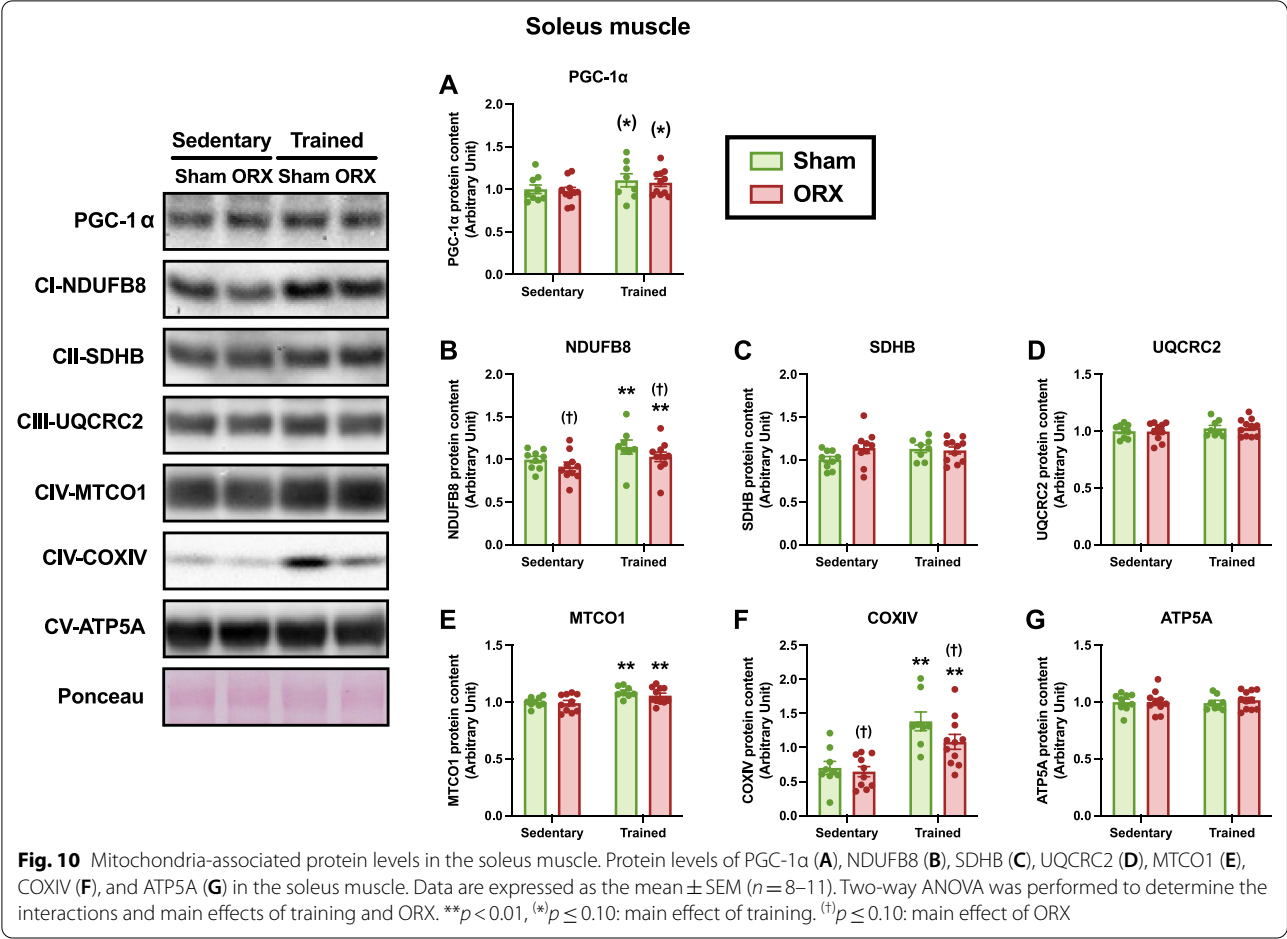 Soleus muscle
Sedentary Trained
Sham ORX Sham ORX
PGC-1α
CI-NDUFB8
CII-SDHB
CIII-UQCRC2
CIV-MTCO1
CIV-COXIV
CV-ATP5A
Ponceau
A
PGC-1α
PGC-1α protein content
(Arbitrary Unit)
2.0
1.5
1.0
0.5
0.0
(*)
(*)
Sedentary Trained
Sham
ORX
B
NDUFB8
NDUFB8 protein content
(Arbitrary Unit)
2.0
1.5
1.0
0.5
0.0
(†)
**
(†)
**
Sedentary Trained
C
SDHB
SDHB protein content
(Arbitrary Unit)
2.0
1.5
1.0
0.5
0.0
Sedentary Trained
D
UQCRC2
UQCRC2 protein content
(Arbitrary Unit)
1.5
1.0
0.5
0.0
Sedentary Trained
E
MTCO1
MTCO1 protein content
(Arbitrary Unit)
1.5
1.0
0.5
0.0
**
**
Sedentary Trained
F
COXIV
COXIV protein content
(Arbitrary Unit)
2.5
2.0
1.5
1.0
0.5
0.0
(†)
**
(†)
**
Sedentary Trained
G
ATP5A
ATP5A protein content
(Arbitrary Unit)
1.5
1.0
0.5
0.0
Sedentary Trained
Fig. 10 Mitochondria-associated protein levels in the soleus muscle. Protein levels of PGC-1α (A), NDUFB8 (B), SDHB (C), UQCRC2 (D), MTCO1 (E),
COXIV (F), and ATP5A (G) in the soleus muscle. Data are expressed as the mean ± SEM (n = 8–11). Two-way ANOVA was performed to determine the
interactions and main effects of training and ORX. **p < 0.01, (*)p ≤ 0.10: main effect of training. (†)p ≤ 0.10: main effect of ORX